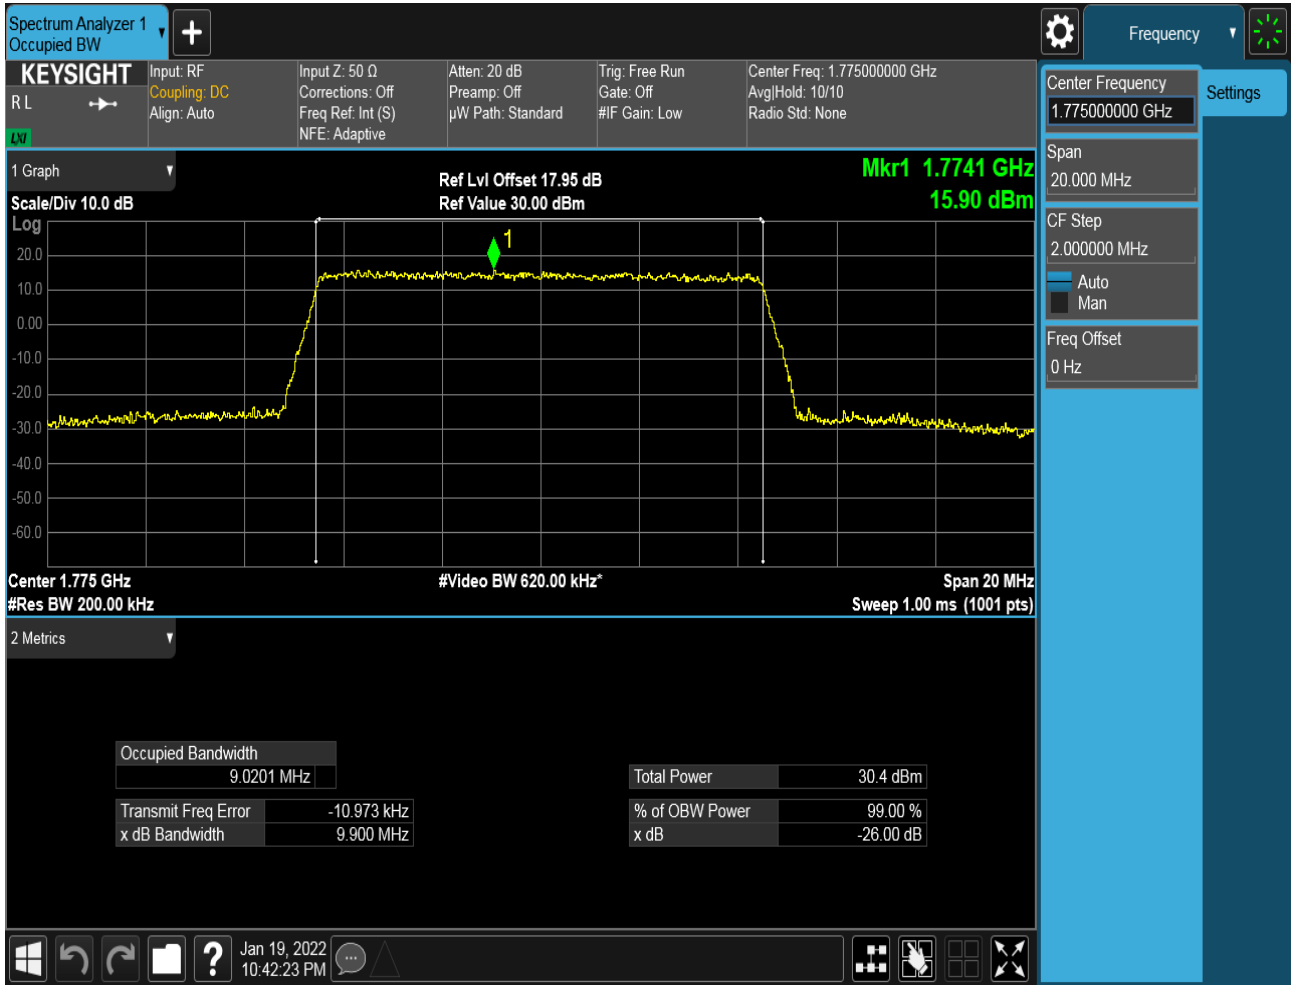 Spectrum Analyzer 1
Occupied BW
Frequency
KEYSIGHT
R L
LXI
Input: RF
Coupling: DC
Align: Auto
Input Z: 50 Ω
Corrections: Off
Freq Ref: Int (S)
NFE: Adaptive
Atten: 20 dB
Preamp: Off
µW Path: Standard
Trig: Free Run
Gate: Off
#IF Gain: Low
Center Freq: 1.775000000 GHz
Avg|Hold: 10/10
Radio Std: None
Center Frequency
1.775000000 GHz
Settings
Span
20.000 MHz
CF Step
2.000000 MHz
Auto
Man
Freq Offset
0 Hz
1 Graph
Scale/Div 10.0 dB
Ref Lvl Offset 17.95 dB
Ref Value 30.00 dBm
Mkr1 1.7741 GHz
15.90 dBm
Log
1
20.0
10.0
0.00
-10.0
-20.0
-30.0
-40.0
-50.0
-60.0
Center 1.775 GHz
#Video BW 620.00 kHz*
Span 20 MHz
#Res BW 200.00 kHz
Sweep 1.00 ms (1001 pts)
2 Metrics
Occupied Bandwidth
9.0201 MHz
Total Power 30.4 dBm
Transmit Freq Error -10.973 kHz
% of OBW Power 99.00 %
x dB Bandwidth 9.900 MHz
x dB -26.00 dB
?
Jan 19, 2022
10:42:23 PM